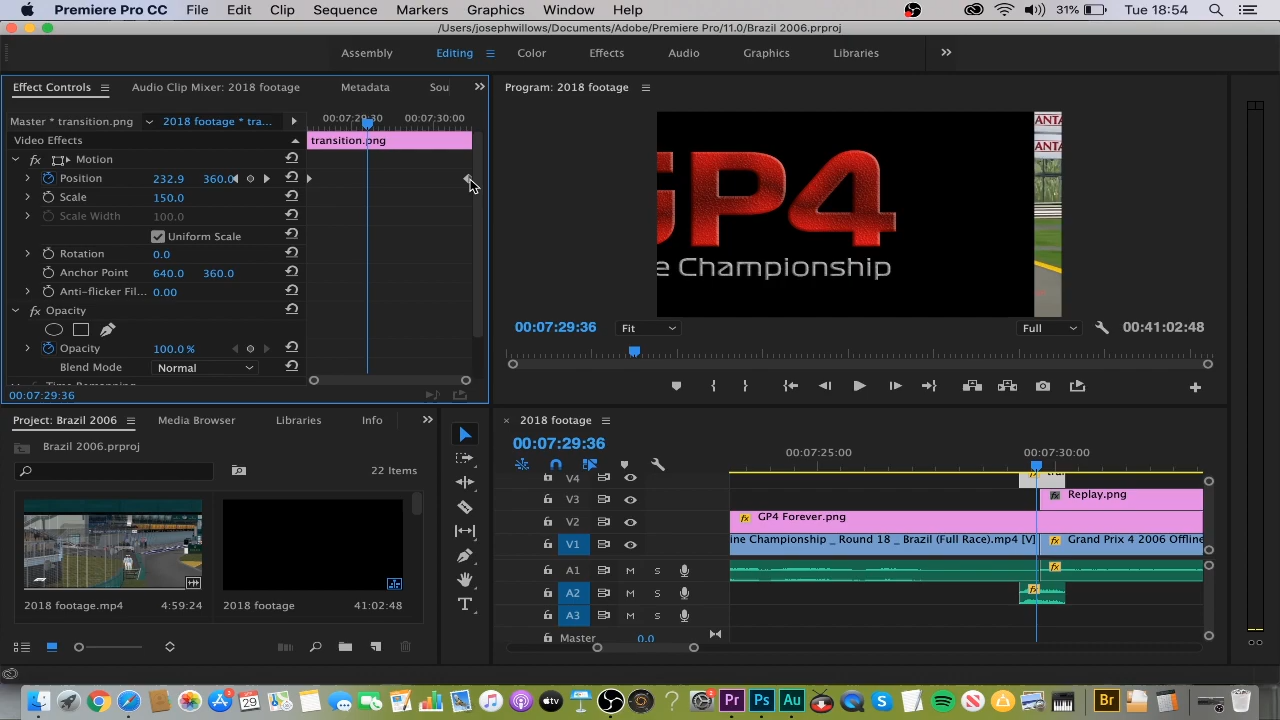 Premiere Pro CC File Edit Clip Sequence Markers Graphics Window Help 31% Tue 18:54
/Users/josephwillows/Documents/Adobe/Premiere Pro/11.0/Brazil 2006.prproj
Assembly Editing Color Effects Audio Graphics Libraries
Effect Controls Audio Clip Mixer: 2018 footage Metadata Sou
Program: 2018 footage
Master * transition.png 2018 footage * tra...
00:07:30:00
Video Effects
transition.png
Motion
Position 232.9 360.0
Scale 150.0
Scale Width 100.0
Uniform Scale
Rotation 0.0
Anchor Point 640.0 360.0
Anti-flicker Fil... 0.00
Opacity
Opacity 100.0 %
Blend Mode Normal
00:07:29:36
GP4
e Championship
ANTA
ANTA
00:07:29:36 Fit Full 00:41:02:48
Project: Brazil 2006 Media Browser Libraries Info
Brazil 2006.prproj
22 Items
2018 footage.mp4 4:59:24
2018 footage 41:02:48
2018 footage
00:07:29:36
00:07:25:00 00:07:30:00
V4
V3 Replay.png
V2 GP4 Forever.png
V1 ine Championship _ Round 18 _ Brazil (Full Race).mp4 [V] Grand Prix 4 2006 Offline
A1 M S
A2 M S
A3 M S
Master 0.0